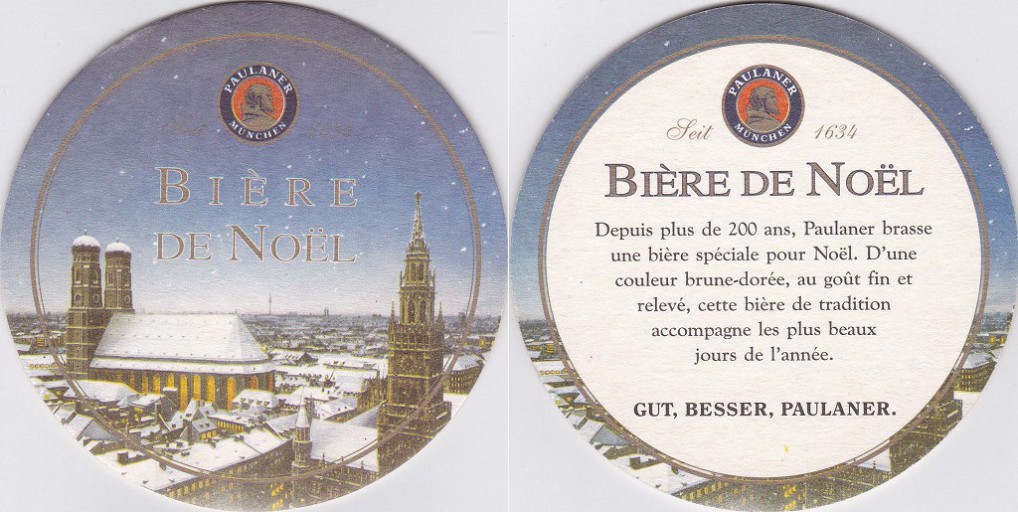 PAULANER
MÜNCHEN
BIÈRE
DE NOËL
PAULANER
MÜNCHEN
Seit 1634
BIÈRE DE NOËL
Depuis plus de 200 ans, Paulaner brasse
une bière spéciale pour Noël. D'une
couleur brune-dorée, au goût fin et
relevé, cette bière de tradition
accompagne les plus beaux
jours de l'année.
GUT, BESSER, PAULANER.